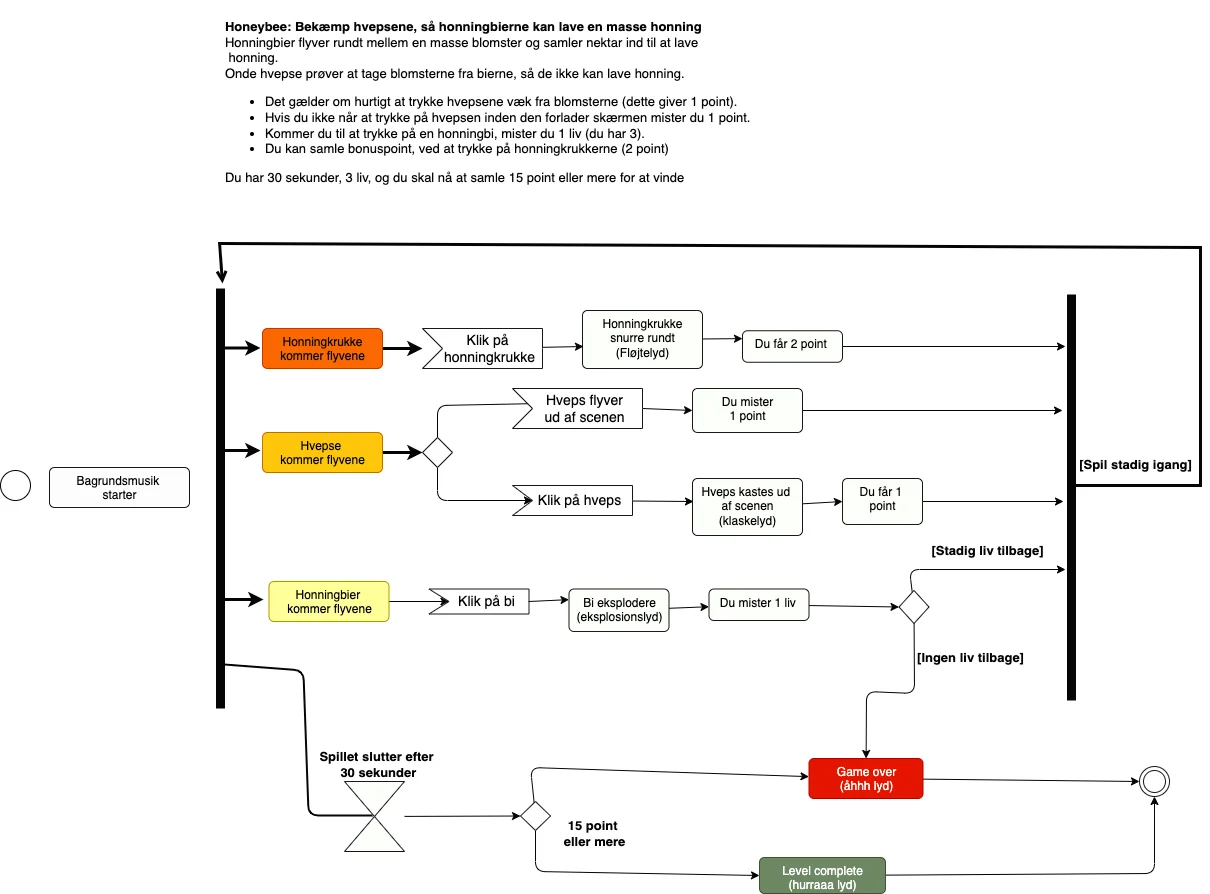 Honeybee: Bekæmp hvepsene, så honningbierne kan lave en masse honning
Honningbier flyver rundt mellem en masse blomster og samler nektar ind til at lave
honning.
Onde hvepse prøver at tage blomsterne fra bierne, så de ikke kan lave honning.
• Det gælder om hurtigt at trykke hvepsene væk fra blomsterne (dette giver 1 point).
• Hvis du ikke når at trykke på hvepsen inden den forlader skærmen mister du 1 point.
• Kommer du til at trykke på en honningbi, mister du 1 liv (du har 3).
• Du kan samle bonuspoint, ved at trykke på honningkrukkerne (2 point)
Du har 30 sekunder, 3 liv, og du skal nå at samle 15 point eller mere for at vinde
Honningkrukke
kommer flyvene
Klik på
honningkrukke
Honningkrukke
snurre rundt
(Fløjtelyd)
Du får 2 point
Hveps flyver
ud af scenen
Du mister
1 point
Hvepse
kommer flyvene
[Spil stadig igang]
Bagrundsmusik
starter
Klik på hveps
Hveps kastes ud
af scenen
(klaskelyd)
Du får 1
point
[Stadig liv tilbage]
Honningbier
kommer flyvene
Klik på bi
Bi eksplodere
(eksplosionslyd)
Du mister 1 liv
[Ingen liv tilbage]
Spillet slutter efter
30 sekunder
Game over
(åhhh lyd)
15 point
eller mere
Level complete
(hurraaa lyd)